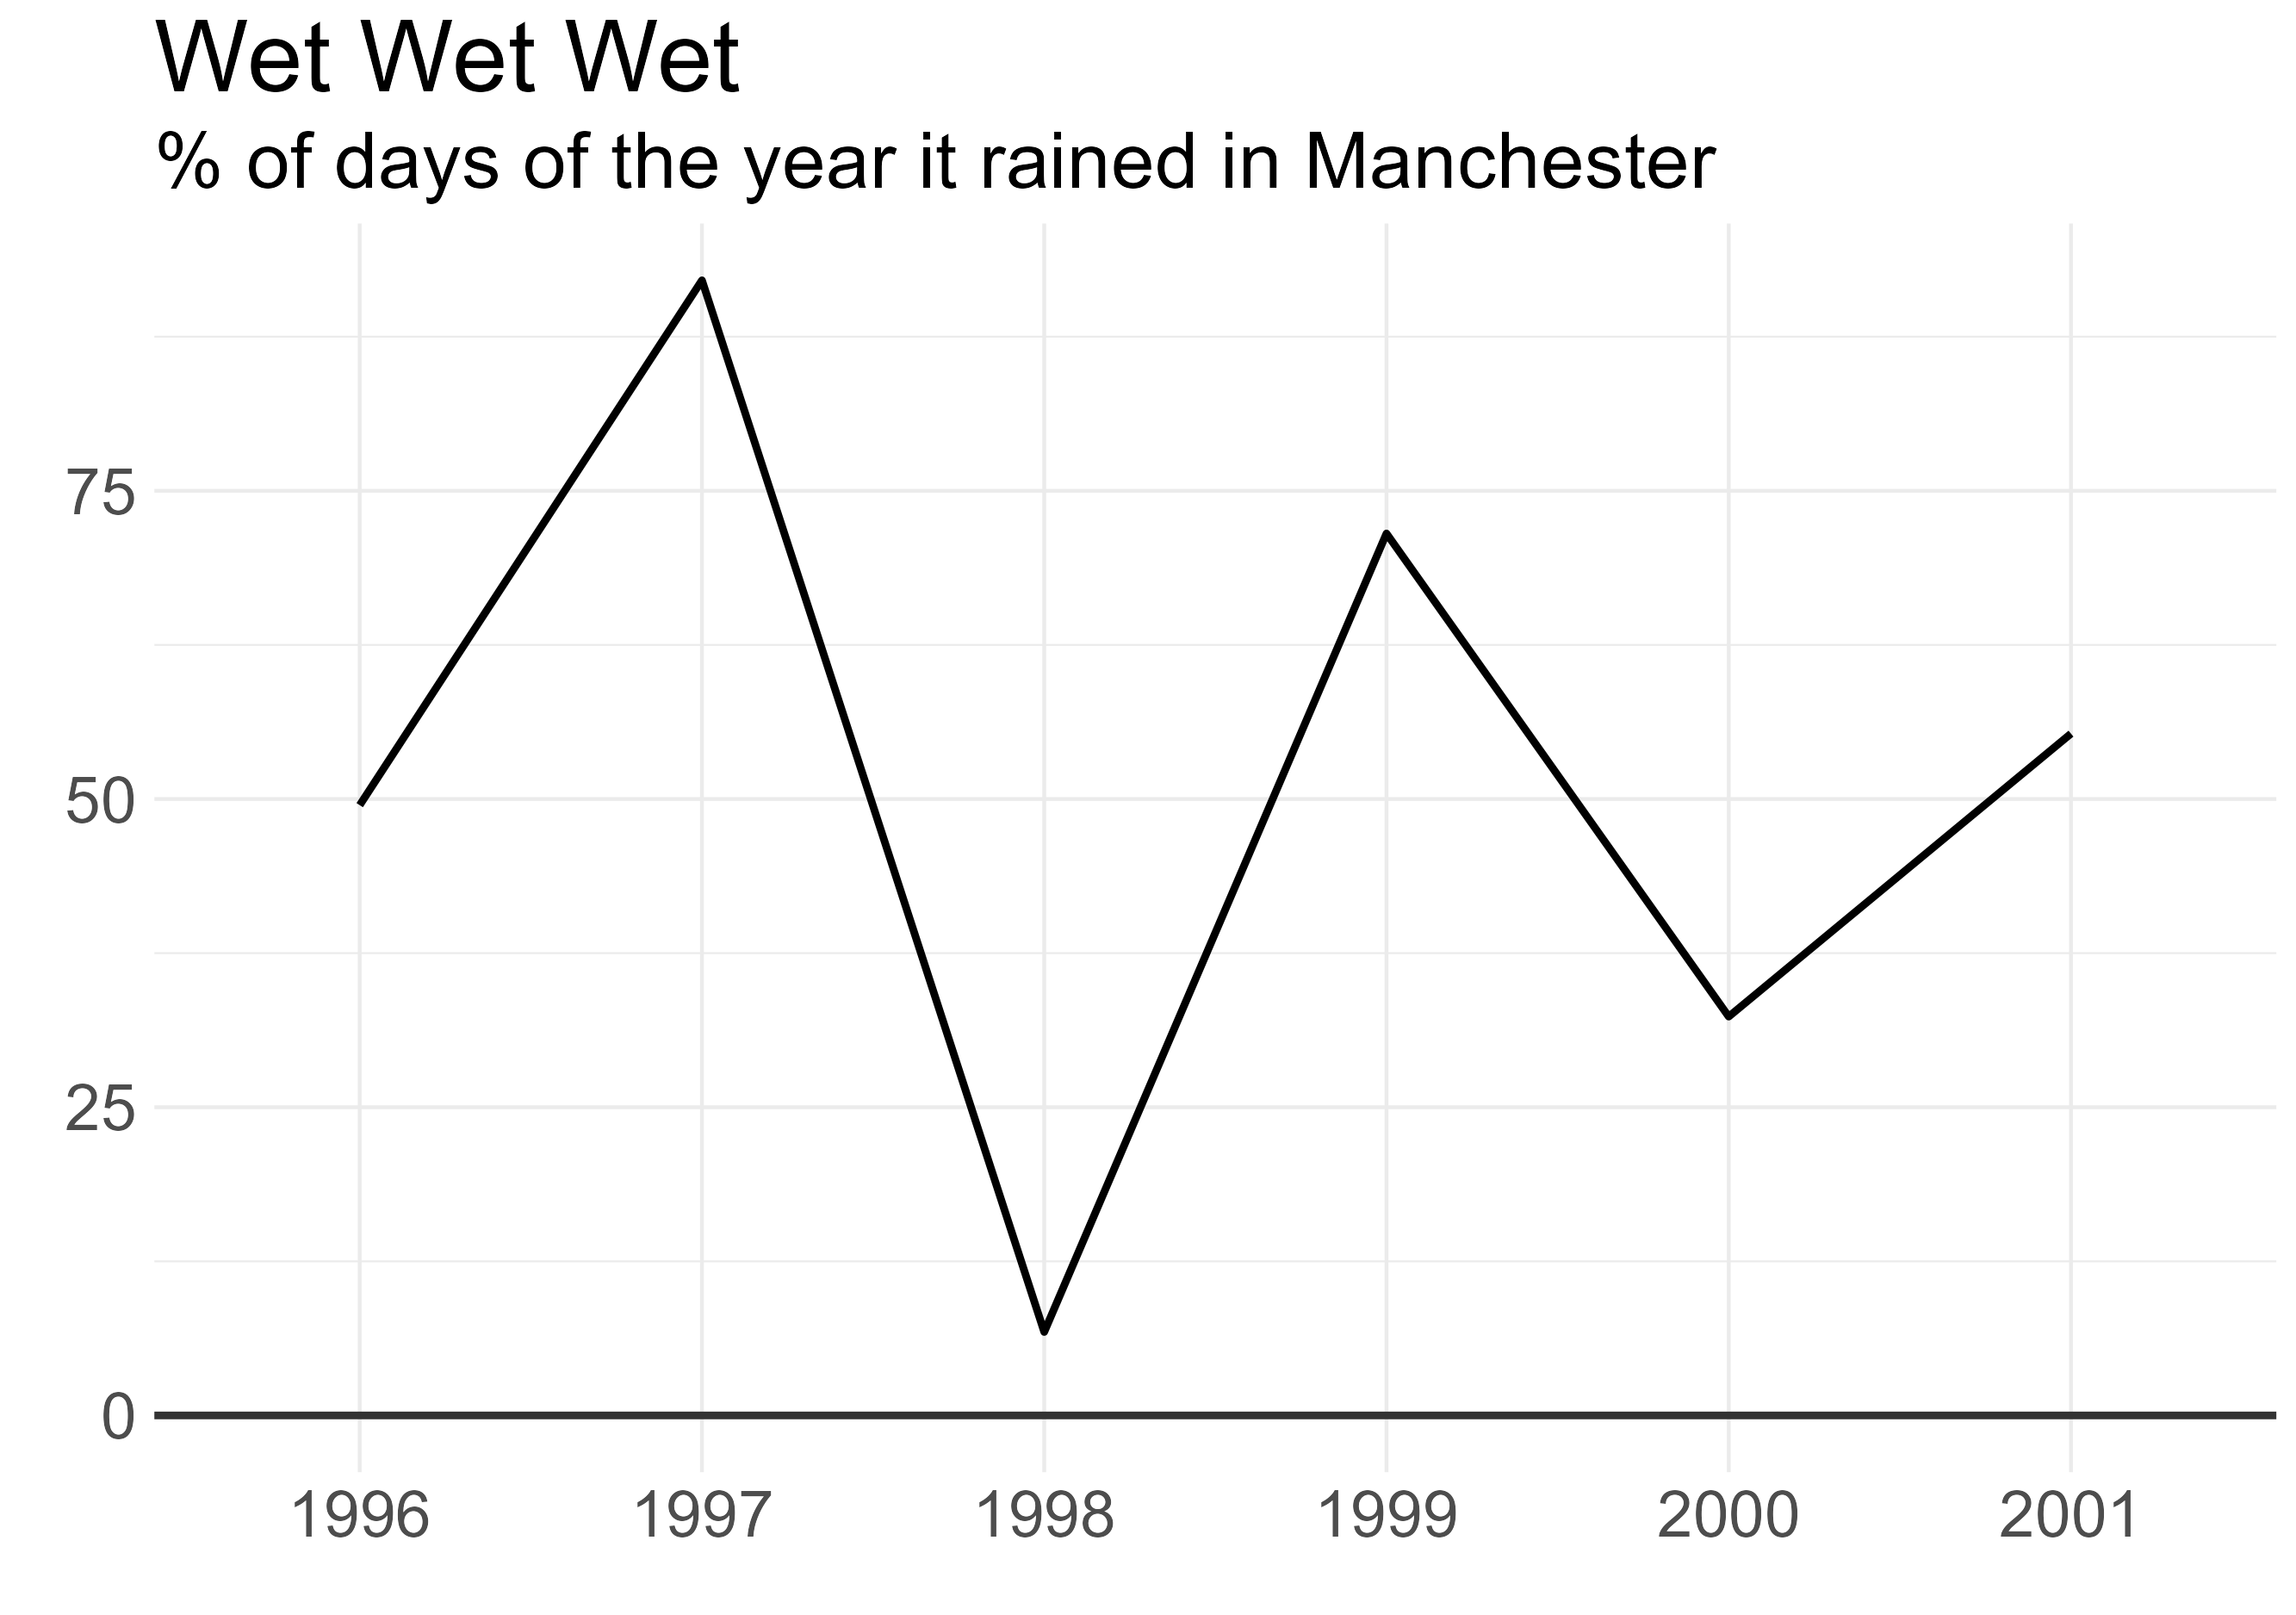 Wet Wet Wet
% of days of the year it rained in Manchester
75
50
25
0
1996 1997 1998 1999 2000 2001